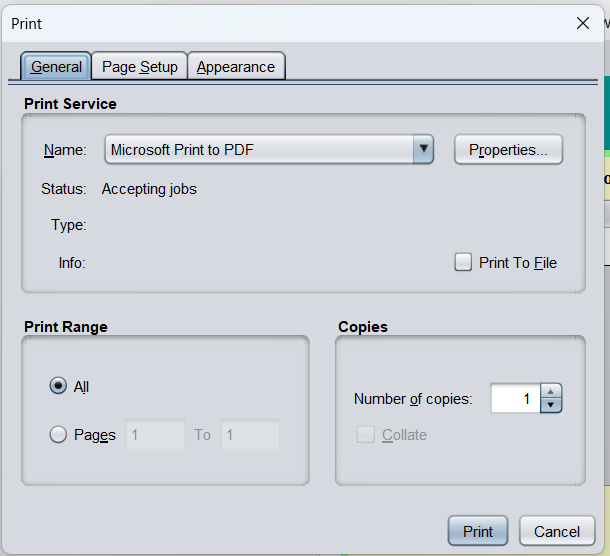 Print
General Page Setup Appearance
Print Service
Name: Microsoft Print to PDF Properties...
Status: Accepting jobs
Type:
Info: Print To File
Print Range Copies
All
Number of copies: 1
Pages 1 To 1 Collate
Print Cancel